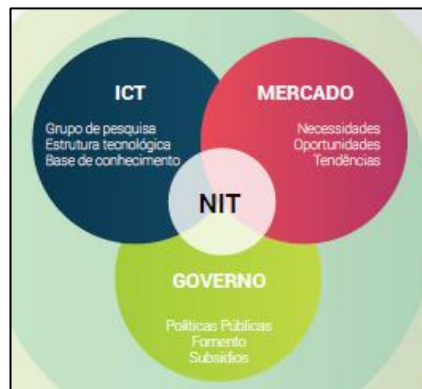 ICT
Grupo de pesquisa
Estrutura tecnológica
Base de conhecimento
MERCADO
Necessidades
Oportunidades
Tendências
NIT
GOVERNO
Políticas Públicas
Fomento
Subsídios